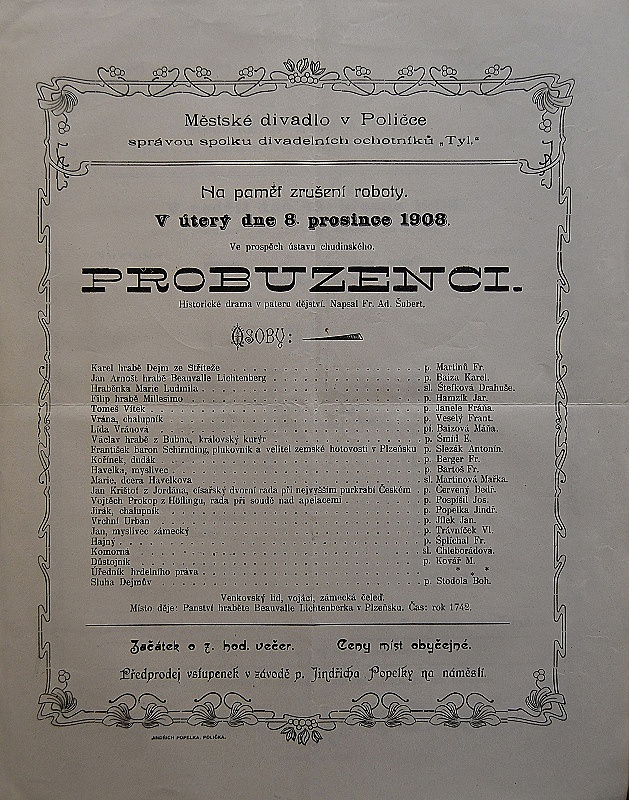 Městské divadlo v Poličce
správou spolku divadelních ochotníků „Tyl.“
Na paměť zrušení roboty.
V úterý dne 8. prosince 1908.
Ve prospěch ústavu chudinského.
PROBUZENCI.
Historické drama v pateru dějství. Napsal Fr. Ad. Šubert.
Osoby:
Karel hrabě Dejm ze Střiteže . . . p. Martinů Fr.
Jan Arnošt hrabě Beauvalle Lichtenberg . . . p. Baiza Karel.
Hraběnka Marie Ludmila . . . sl. Štefková Drahuše.
Filip hrabě Millesimo . . . p. Hamzík Jar.
Tomeš Vítek . . . p. Janele Fráňa.
Vrána, chalupník . . . p. Veselý Frant.
Lída Vránová . . . pí. Baizová Máňa.
Václav hrabě z Bubna, královský kurýr . . . p. Šmíd E.
František baron Schirnding, plukovník a velitel zemské hotovosti v Plzeňsku p. Slezák Antonín.
Kořínek, dudák . . . p. Berger Fr.
Havelka, myslivec . . . p. Bartoš Fr.
Marie, dcera Havelkova . . . sl. Martinová Mařka.
Jan Krištof z Jordána, císařský dvorní rada při nejvyšším purkrabí Českém . p. Červený Bedř.
Vojtěch Prokop z Höflingu, rada při soudě nad apelacemi . . . p. Pospíšil Jos.
Jirák, chalupník . . . p. Popelka Jindř.
Vrchní Urban . . . p. Jílek Jan.
Jan, myslivec zámecký . . . p. Trávníček Vl.
Hajný . . . p. Šplíchal Fr.
Komorná . . . sl. Chleborádová.
Důstojník . . . p. Kovář M.
Úředník hrdelního práva . . . * * *
Sluha Dejmův . . . p. Stodola Boh.
Venkovský lid, vojáci, zámecká čeleď.
Místo děje: Panství hraběte Beauvalle Lichtenberka v Plzeňsku. Čas: rok 1742.
Začátek o 7. hod. večer. Ceny míst obyčejné.
Předprodej vstupenek v závodě p. Jindřicha Popelky na náměstí.
JINDŘICH POPELKA, POLIČKA.